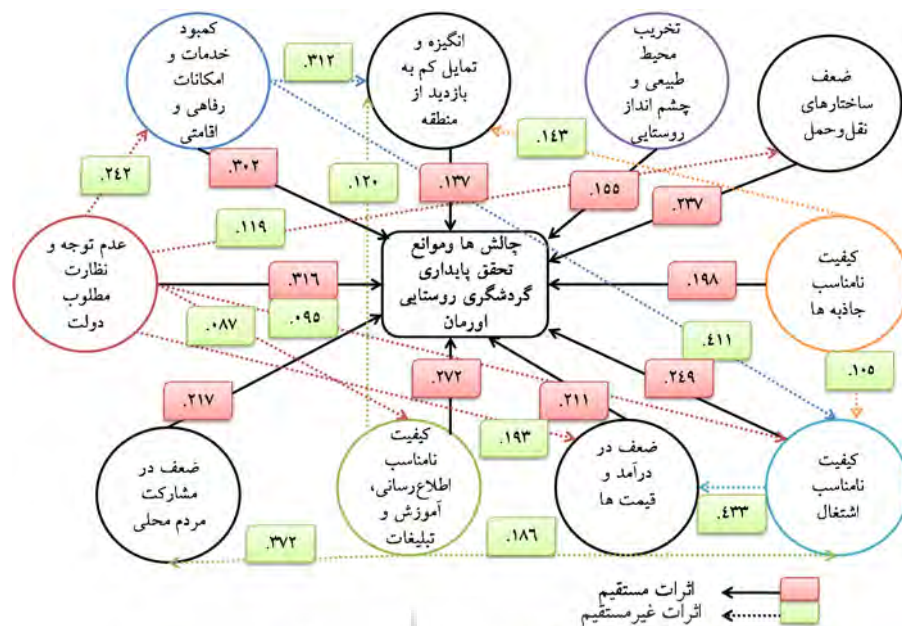 کمبود
خدمات و
امکانات
رفاهی و
اقامتی
.۳۱۲
انگیزه و
تمایل کم به
بازدید از
منطقه
تخریب
محیط
طبیعی و
چشم انداز
روستایی
ضعف
ساختارهای
نقل‌وحمل
.۲۴۲
.۳۰۲
.۱۲۰
.۱۳۷
.۱۴۳
.۱۵۵
.۲۳۷
.۱۱۹
عدم توجه و
نظارت
مطلوب
دولت
.۳۱۶
.۰۸۷
.۰۹۵
چالش ها وموانع
تحقق پایداری
گردشگری روستایی
اورمان
.۱۹۸
کیفیت
نامناسب
جاذبه ها
.۴۱۱
.۱۰۵
.۲۱۷
.۲۷۲
.۲۱۱
.۲۴۹
.۱۹۳
ضعف در
مشارکت
مردم محلی
کیفیت
نامناسب
اطلاع‌رسانی،
آموزش و
تبلیغات
ضعف در
درآمد و
قیمت ها
.۴۳۳
کیفیت
نامناسب
اشتغال
.۳۷۲
.۱۸۶
اثرات مستقیم
اثرات غیرمستقیم